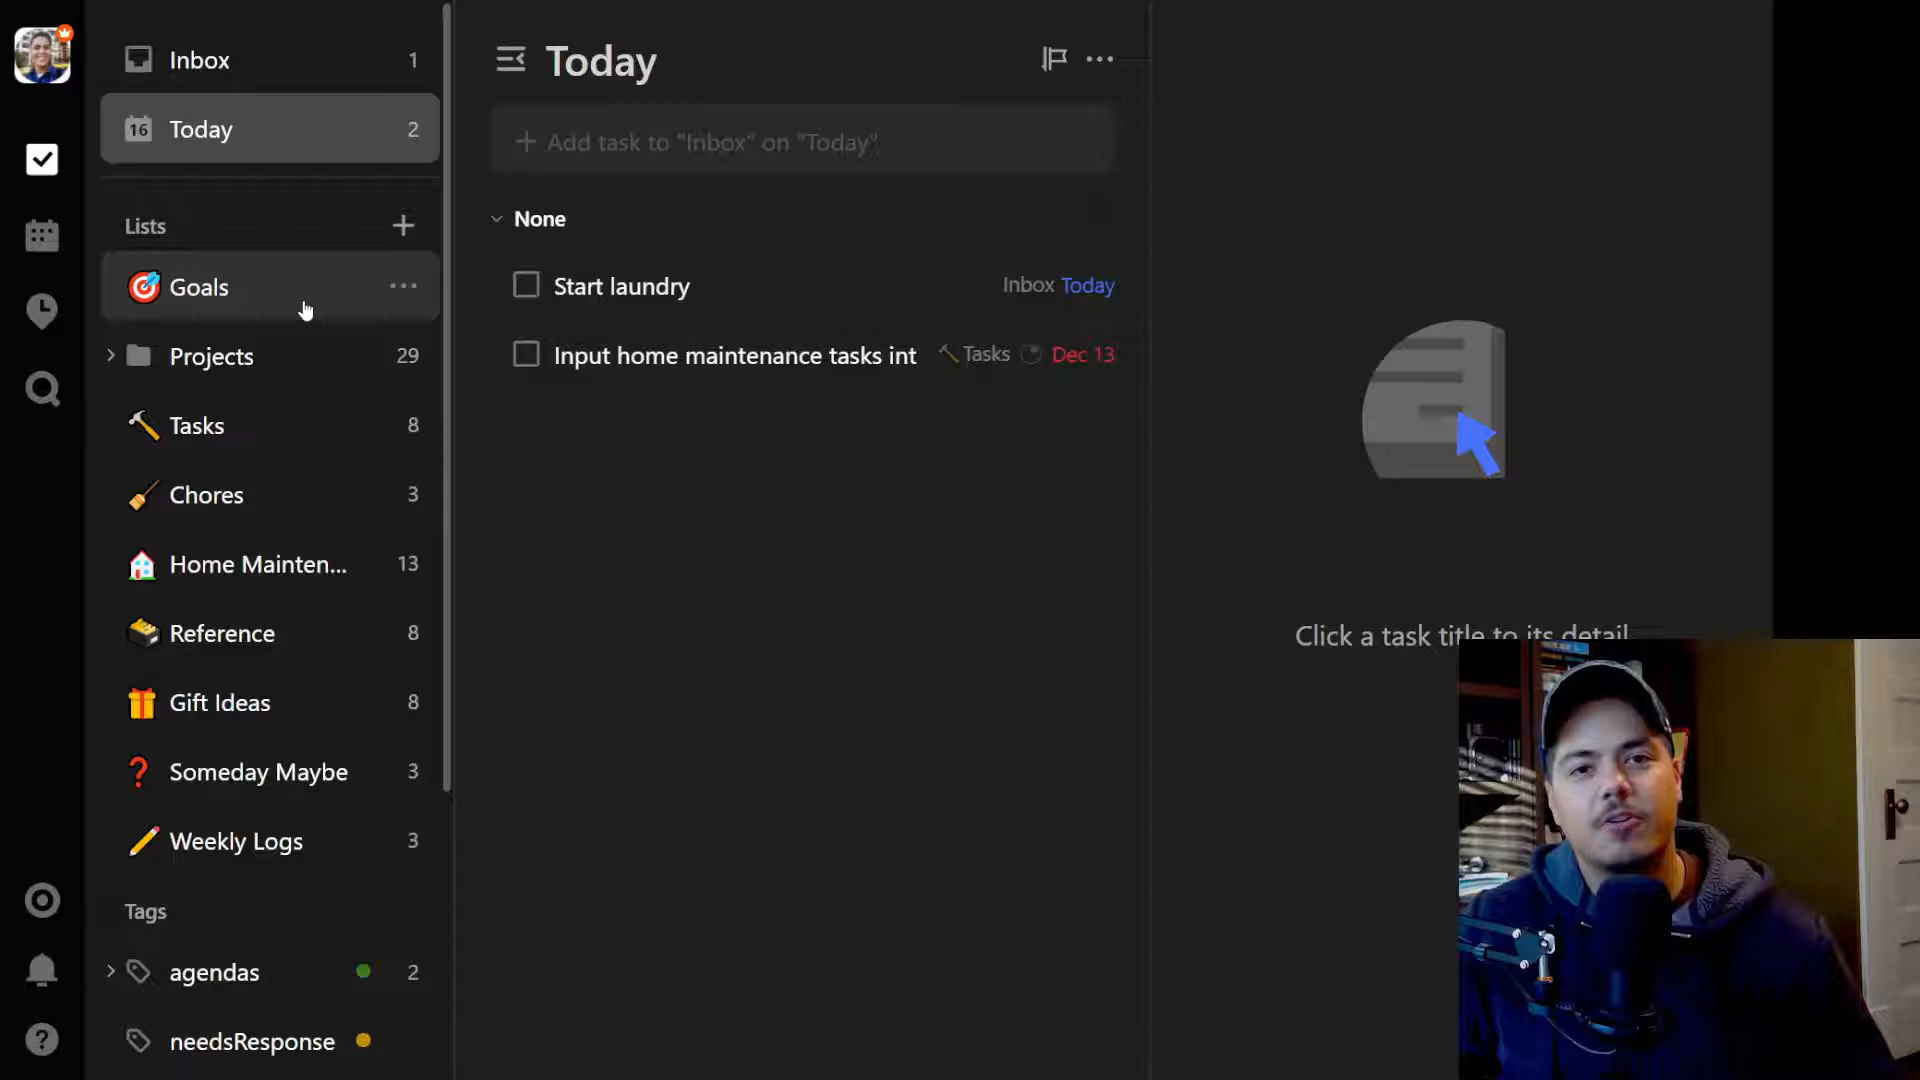 Inbox 1
16 Today 2
Lists
Goals
Projects 29
Tasks 8
Chores 3
Home Mainten... 13
Reference 8
Gift Ideas 8
Someday Maybe 3
Weekly Logs 3
Tags
agendas 2
needsResponse
Today
Add task to "Inbox" on "Today"
None
Start laundry Inbox Today
Input home maintenance tasks int Tasks Dec 13
Click a task title to its detail